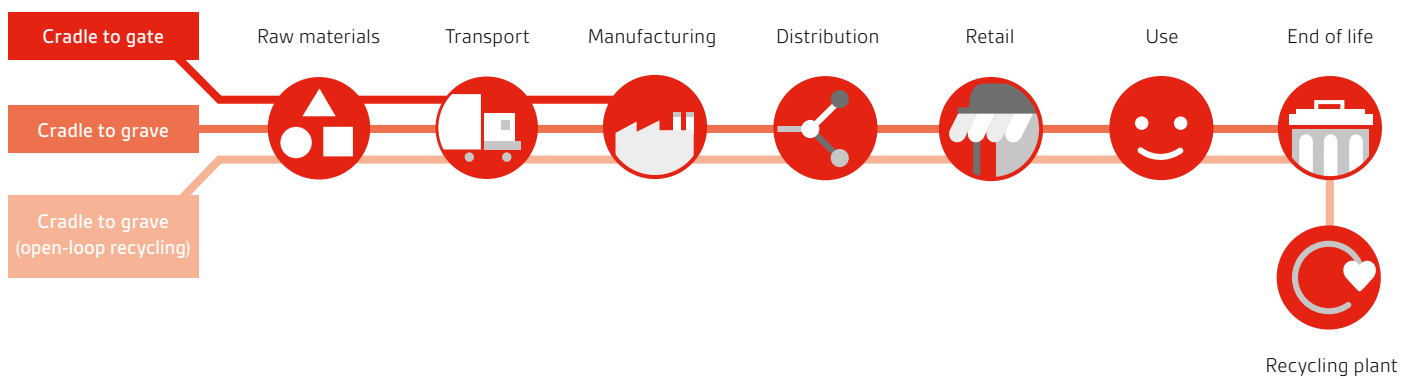 Cradle to gate
Raw materials
Transport
Manufacturing
Distribution
Retail
Use
End of life
Cradle to grave
Cradle to grave
(open-loop recycling)
Recycling plant